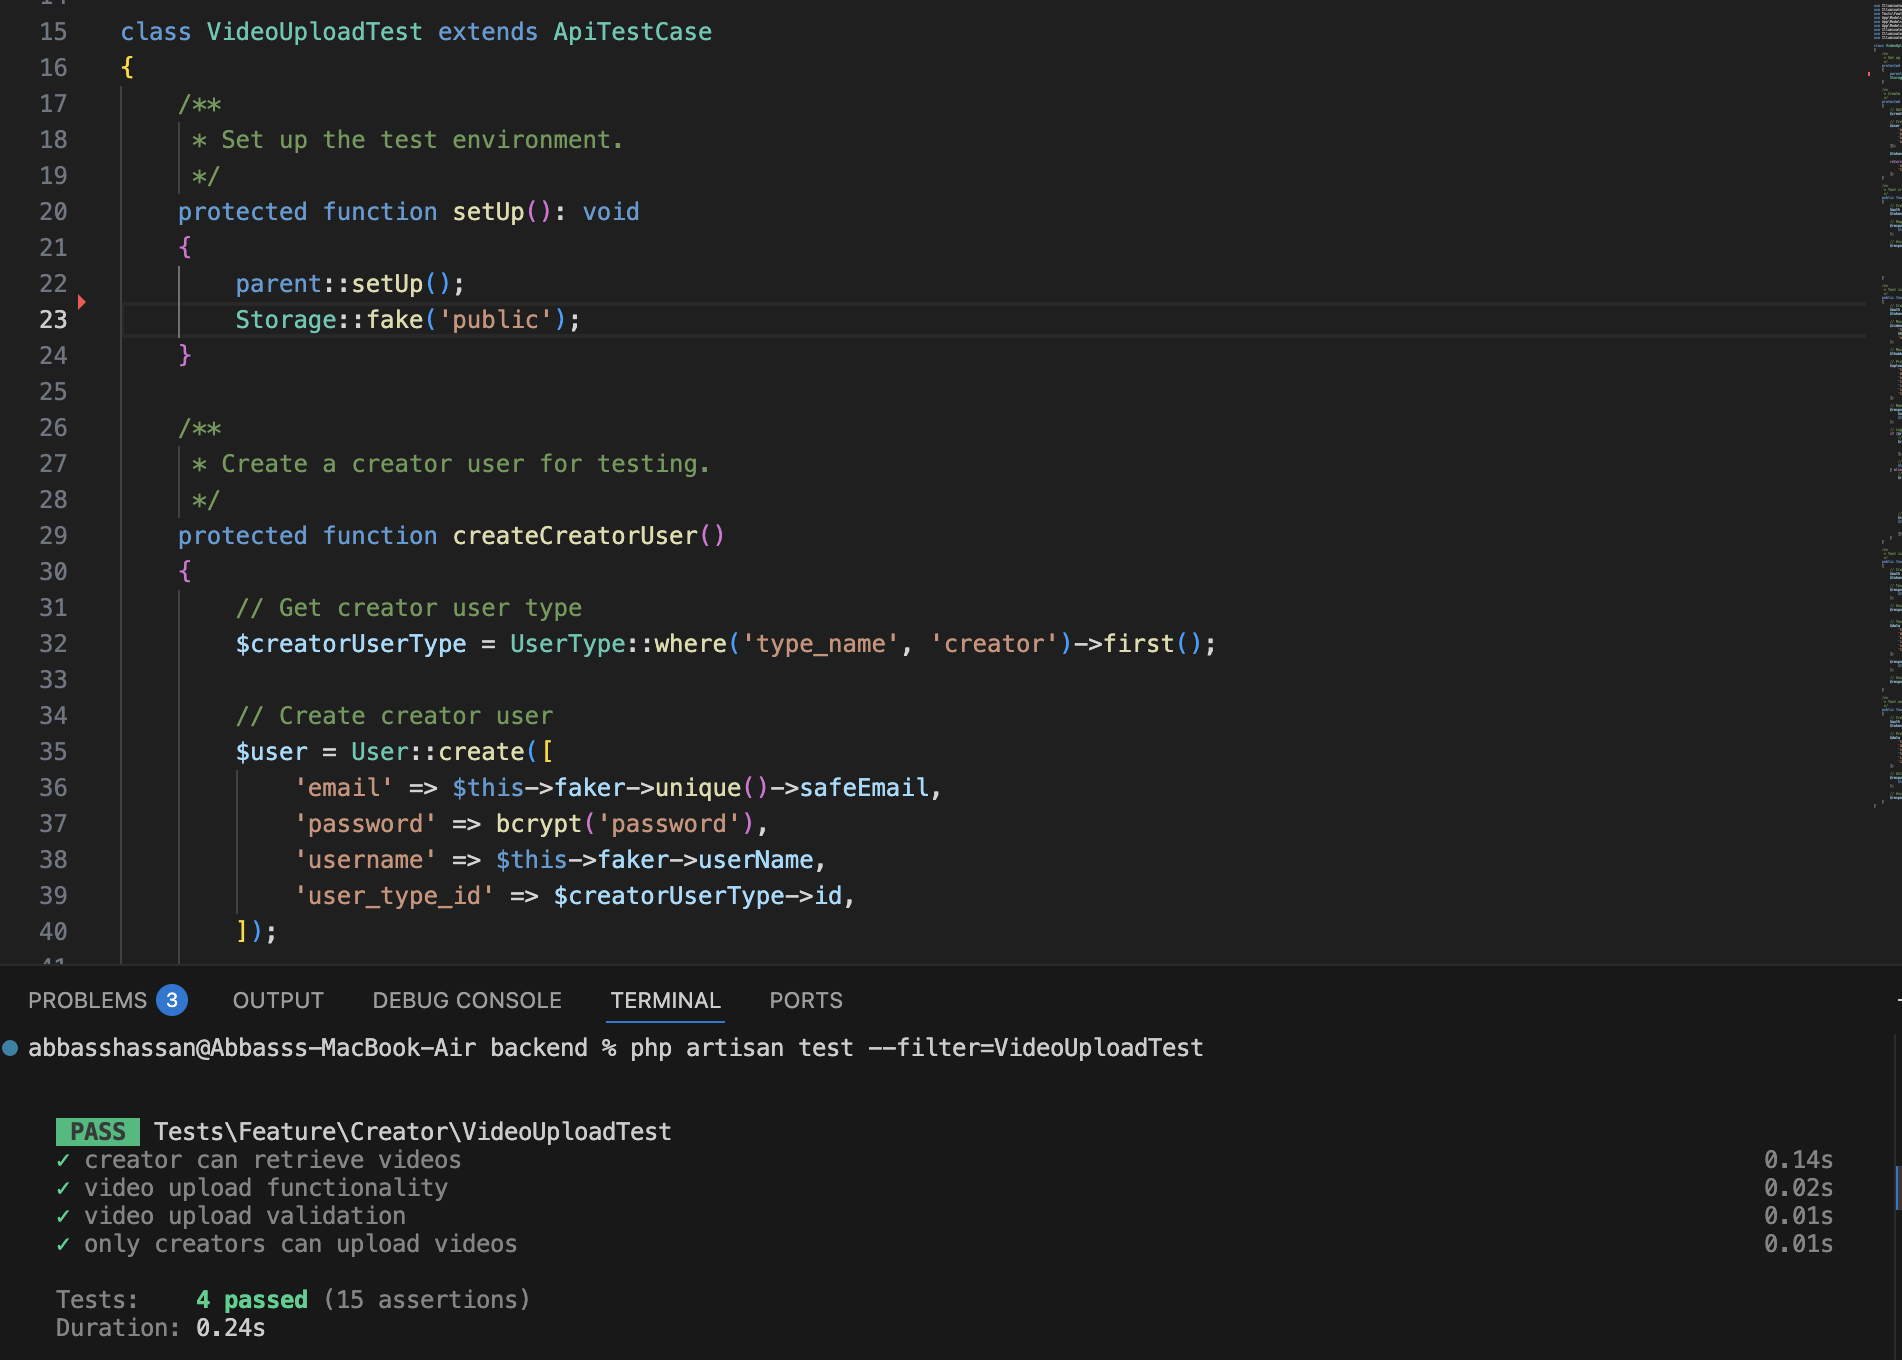 15 class VideoUploadTest extends ApiTestCase
16 {
17 /**
18 * Set up the test environment.
19 */
20 protected function setUp(): void
21 {
22 parent::setUp();
23 Storage::fake('public');
24 }
25
26 /**
27 * Create a creator user for testing.
28 */
29 protected function createCreatorUser()
30 {
31 // Get creator user type
32 $creatorUserType = UserType::where('type_name', 'creator')->first();
33
34 // Create creator user
35 $user = User::create([
36 'email' => $this->faker->unique()->safeEmail,
37 'password' => bcrypt('password'),
38 'username' => $this->faker->userName,
39 'user_type_id' => $creatorUserType->id,
40 ]);
41
PROBLEMS 3 OUTPUT DEBUG CONSOLE TERMINAL PORTS
abbasshassan@Abbasss-MacBook-Air backend % php artisan test --filter=VideoUploadTest
PASS Tests\Feature\Creator\VideoUploadTest
✓ creator can retrieve videos 0.14s
✓ video upload functionality 0.02s
✓ video upload validation 0.01s
✓ only creators can upload videos 0.01s
Tests: 4 passed (15 assertions)
Duration: 0.24s